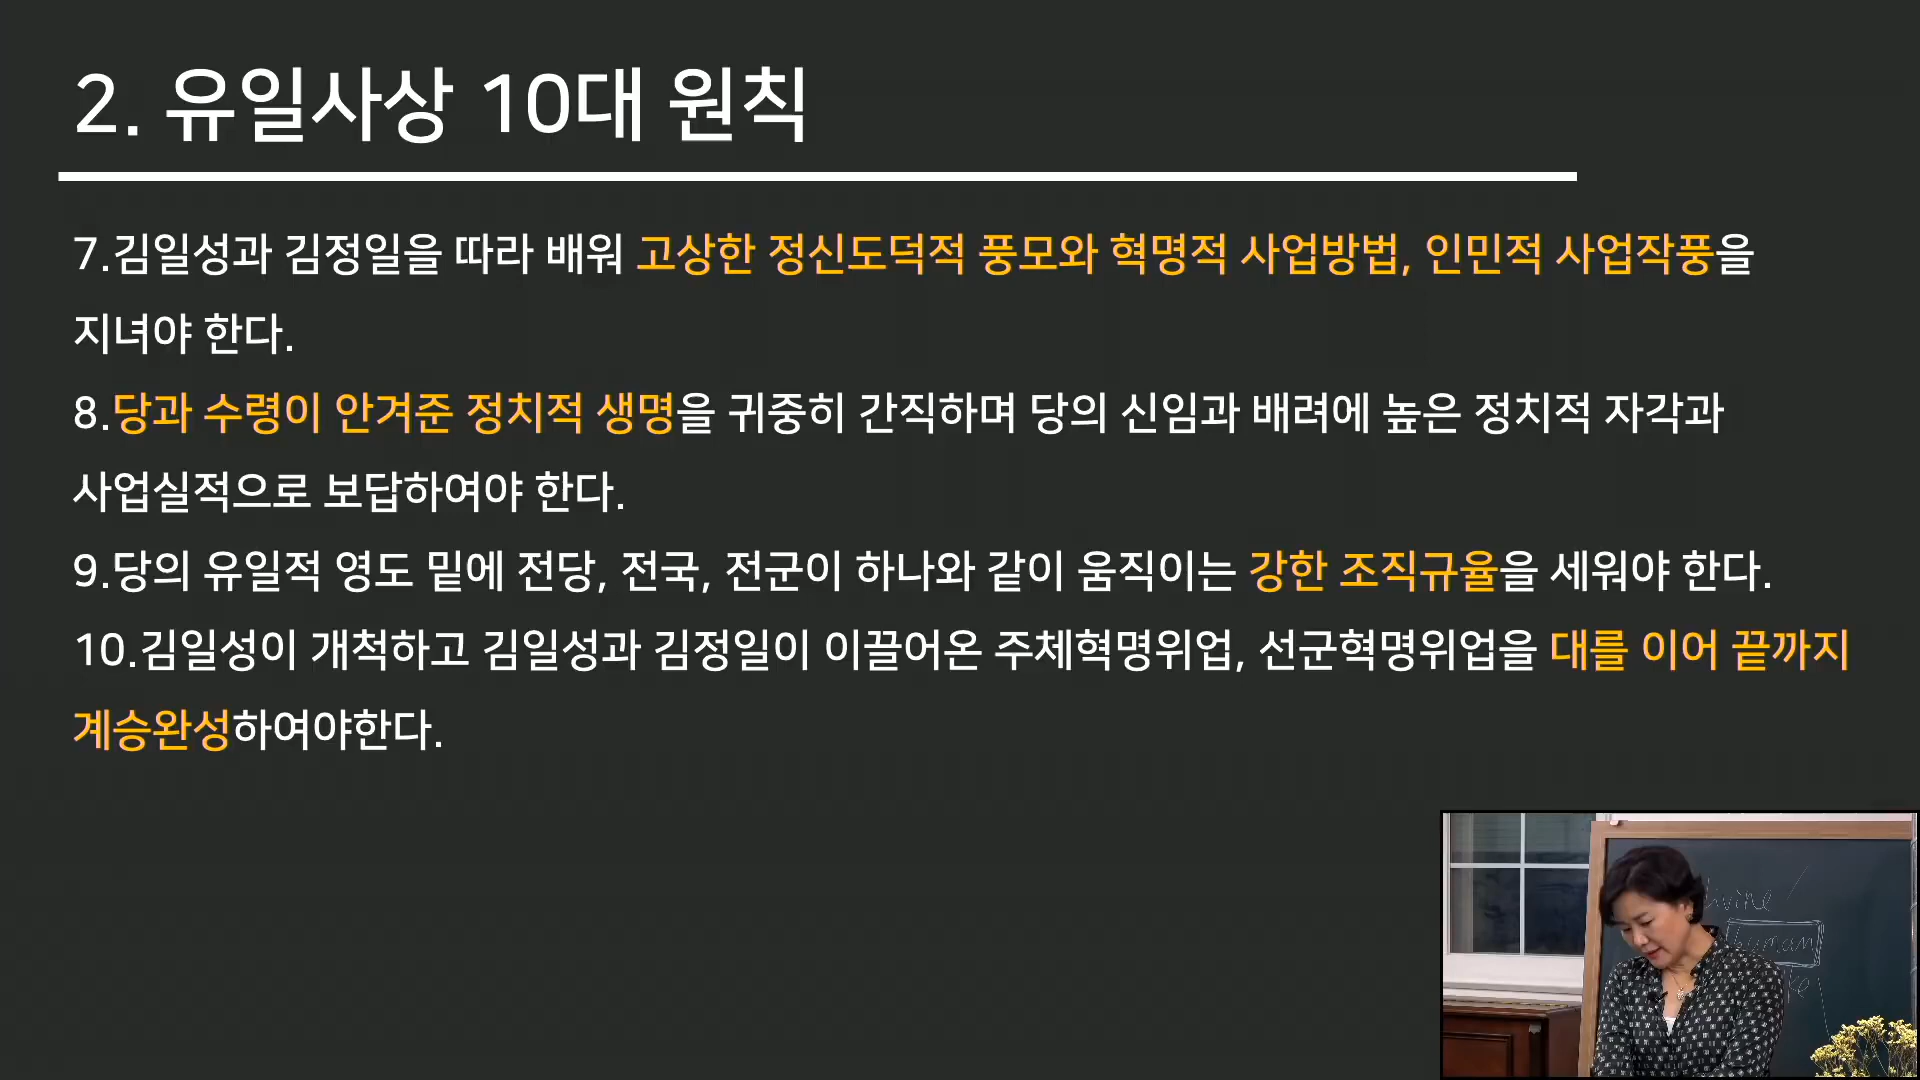 2. 유일사상 10대 원칙
7.김일성과 김정일을 따라 배워 고상한 정신도덕적 풍모와 혁명적 사업방법, 인민적 사업작풍을
지녀야 한다.
8.당과 수령이 안겨준 정치적 생명을 귀중히 간직하며 당의 신임과 배려에 높은 정치적 자각과
사업실적으로 보답하여야 한다.
9.당의 유일적 영도 밑에 전당, 전국, 전군이 하나와 같이 움직이는 강한 조직규율을 세워야 한다.
10.김일성이 개척하고 김일성과 김정일이 이끌어온 주체혁명위업, 선군혁명위업을 대를 이어 끝까지
계승완성하여야한다.
divine
human